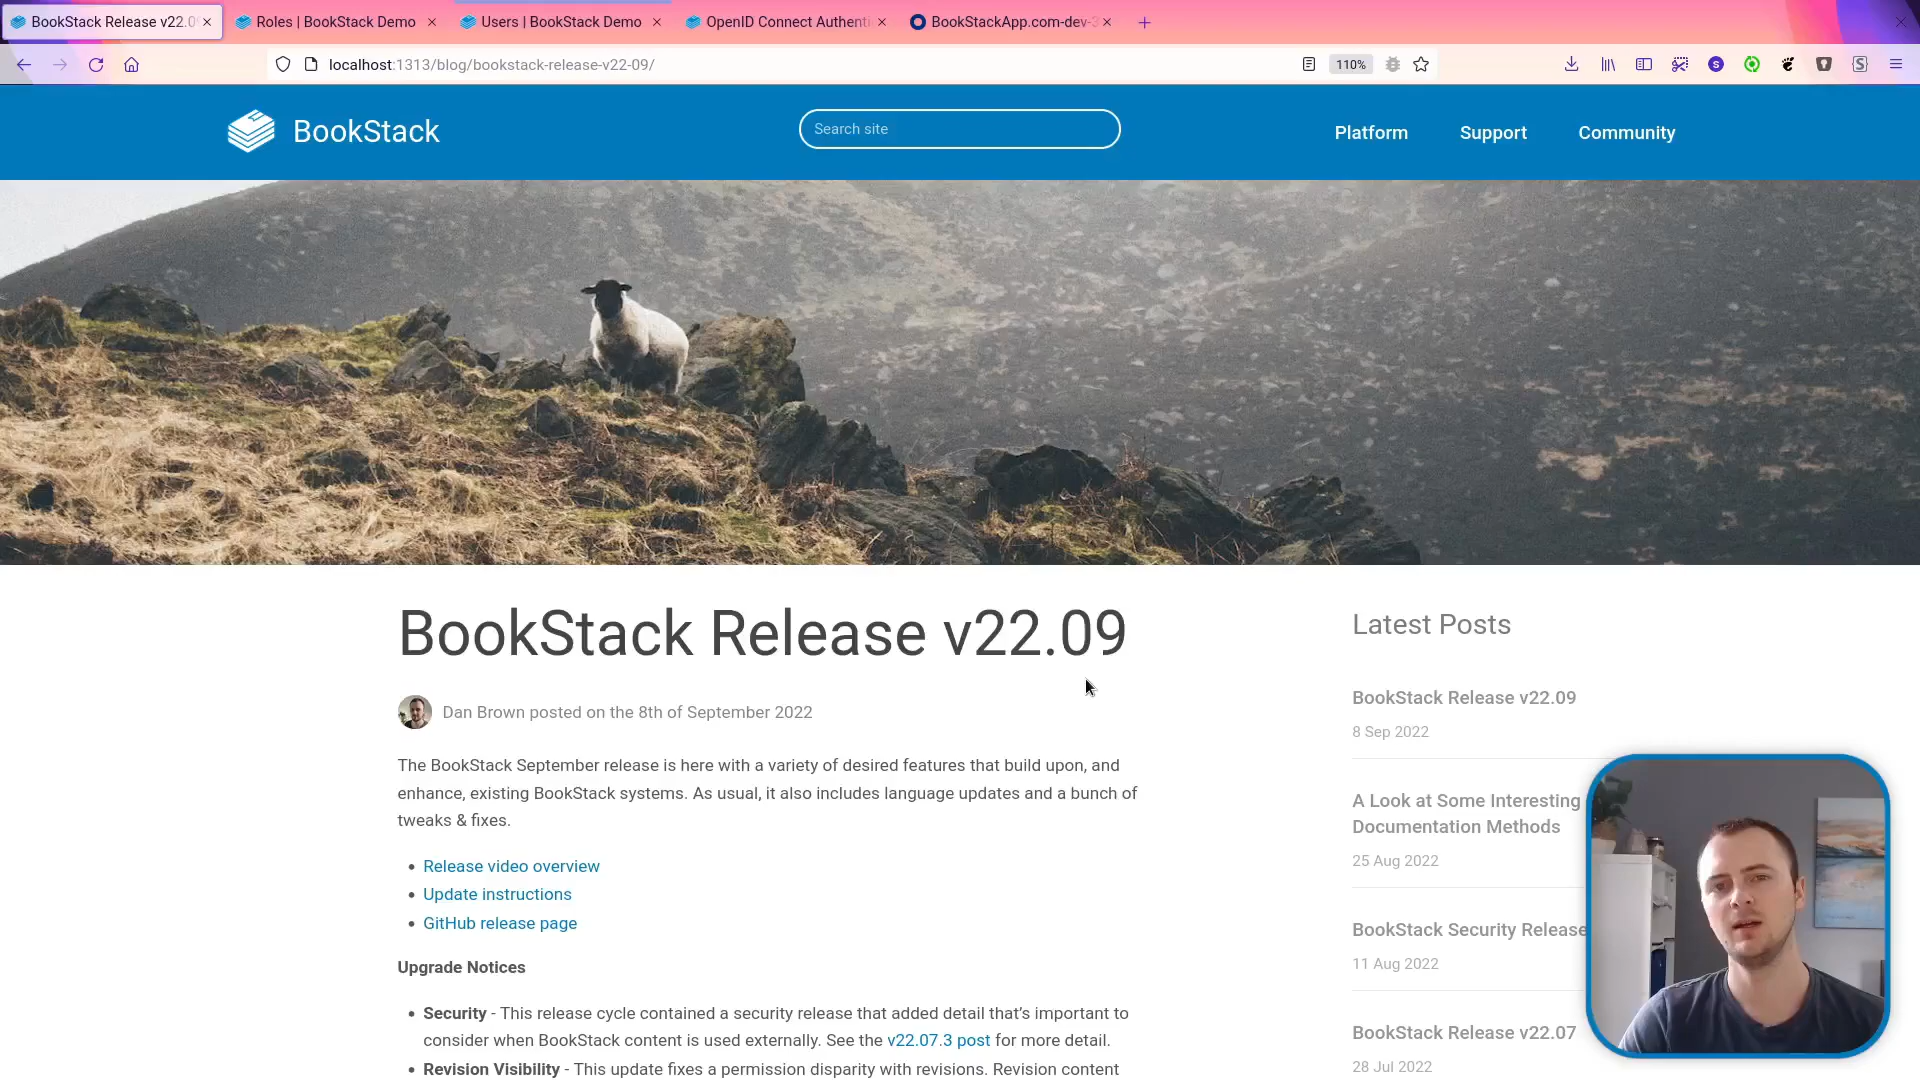 BookStack Release v22.09
Roles | BookStack Demo
Users | BookStack Demo
OpenID Connect Authenti
BookStackApp.com-dev-3
localhost:1313/blog/bookstack-release-v22-09/
110%
BookStack
Search site
Platform
Support
Community
BookStack Release v22.09
Dan Brown posted on the 8th of September 2022
The BookStack September release is here with a variety of desired features that build upon, and
enhance, existing BookStack systems. As usual, it also includes language updates and a bunch of
tweaks & fixes.
Release video overview
Update instructions
GitHub release page
Upgrade Notices
Security - This release cycle contained a security release that added detail that's important to
consider when BookStack content is used externally. See the v22.07.3 post for more detail.
Revision Visibility - This update fixes a permission disparity with revisions. Revision content
Latest Posts
BookStack Release v22.09
8 Sep 2022
A Look at Some Interesting
Documentation Methods
25 Aug 2022
BookStack Security Release
11 Aug 2022
BookStack Release v22.07
28 Jul 2022